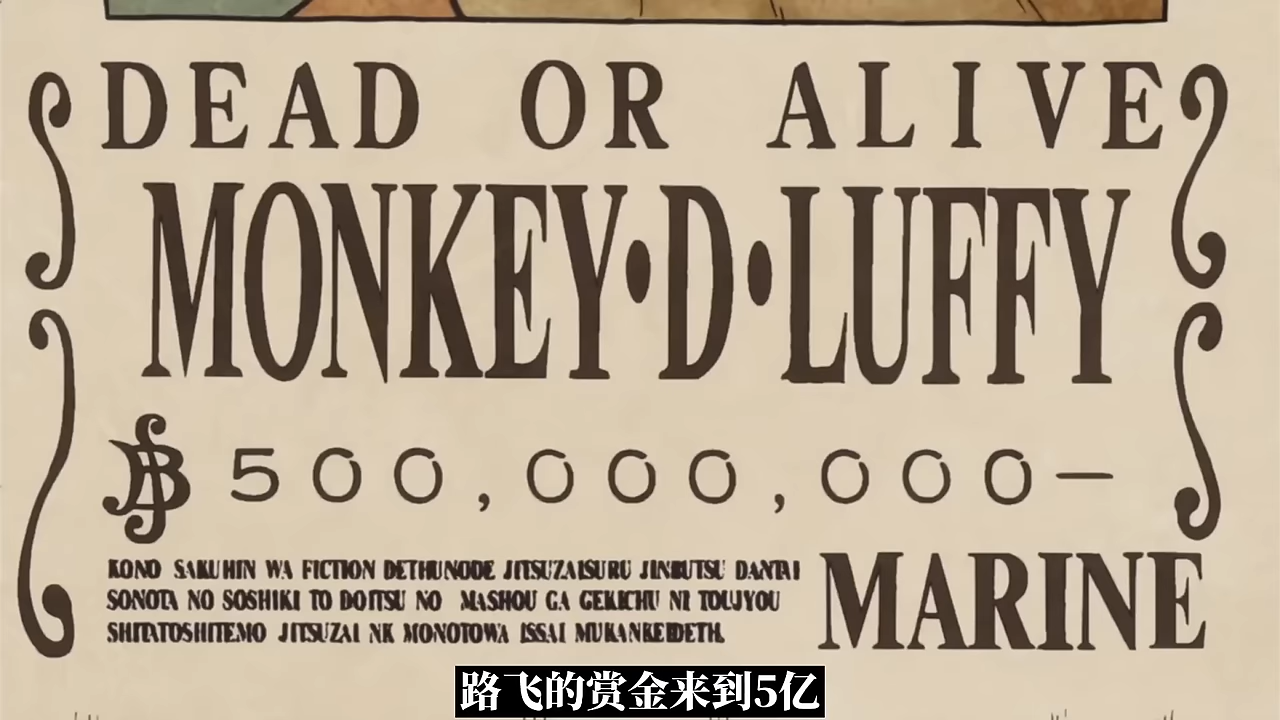 DEAD OR ALIVE
MONKEY•D•LUFFY
500,000,000—
KONO SAKUHIN WA FICTION DETHUNODE JITSUZAISURU JINBUTSU DANTAI
SONOTA NO SOSHIKI TO DOITSU NO MASHOU GA GEKICHU NI TOUJYOU
SHITATOSHITEMO JITSUZAI NK MONOTOWA ISSAI MUKANKEIDETH.
MARINE
路飞的赏金来到5亿